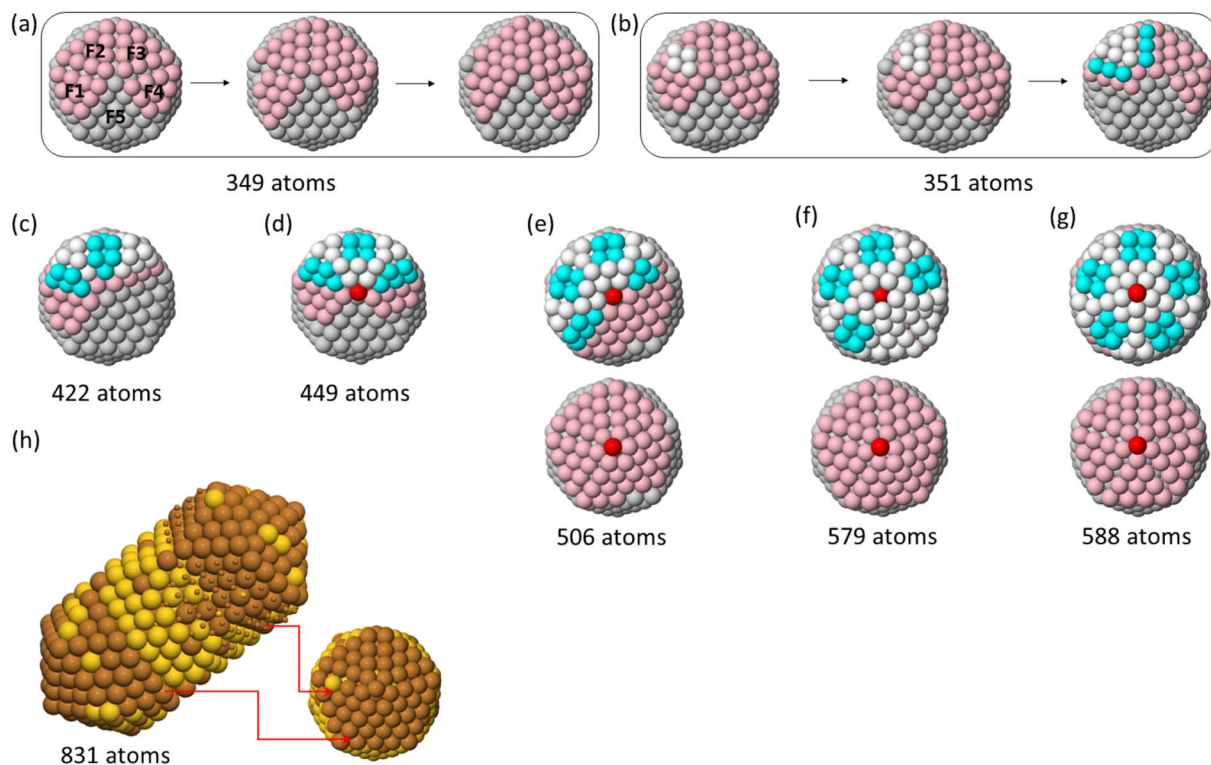 (a)
F1
F2
F3
F4
F5
349 atoms
(b)
351 atoms
(c)
422 atoms
(d)
449 atoms
(e)
506 atoms
(f)
579 atoms
(g)
588 atoms
(h)
831 atoms